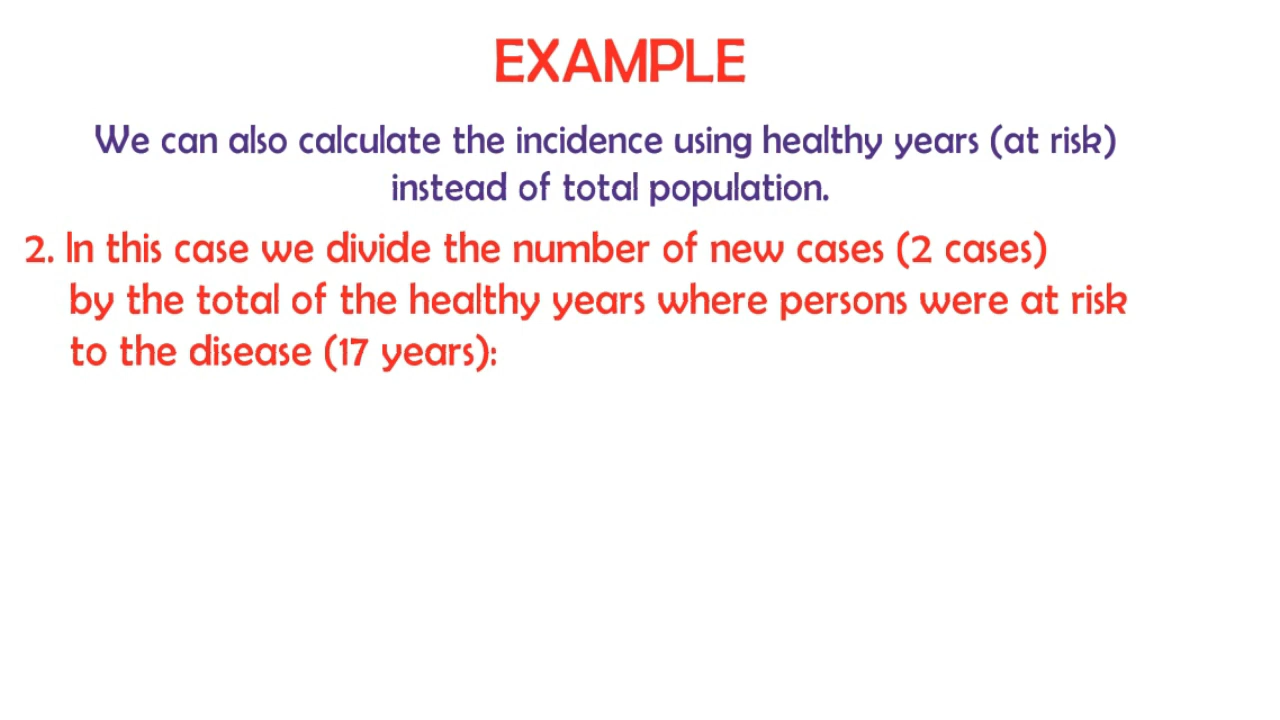 EXAMPLE
We can also calculate the incidence using healthy years (at risk)
instead of total population.
2. In this case we divide the number of new cases (2 cases)
by the total of the healthy years where persons were at risk
to the disease (17 years):